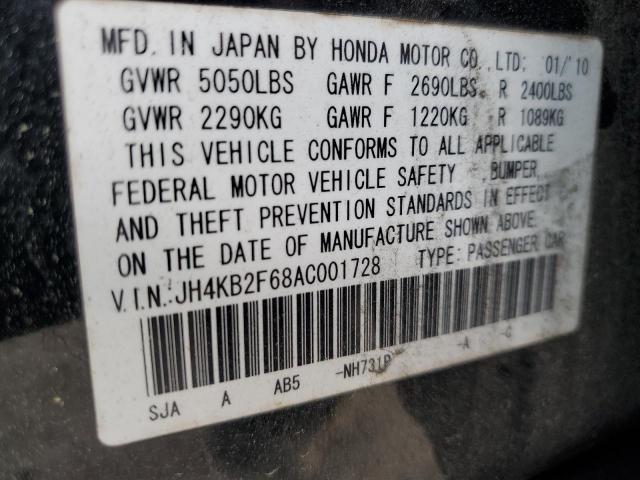 MFD. IN JAPAN BY HONDA MOTOR CO., LTD: 01/'10
GVWR 5050LBS GAWR F 2690LBS R 2400LBS
GVWR 2290KG GAWR F 1220KG R 1089KG
THIS VEHICLE CONFORMS TO ALL APPLICABLE
FEDERAL MOTOR VEHICLE SAFETY , BUMPER,
AND THEFT PREVENTION STANDARDS IN EFFECT
ON THE DATE OF MANUFACTURE SHOWN ABOVE.
V.I.N.:JH4KB2F68AC001728 TYPE: PASSENGER CAR
SJA A AB5 -NH731P -A -C